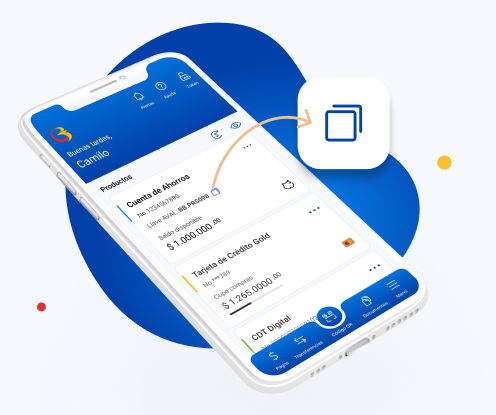 Alertas
Ayuda
Token
Buenas tardes,
Camilo
Productos
Cuenta de Ahorros
No.1234567890
Llave AVAL: BB.PRS098
Saldo disponible
$ 1.000.000 .00
Tarjeta de Crédito Gold
No.***789
Cupo compras
$ 1.265.0000 .00
CDT Digital
Pagos
Transferencias
Código QR
Documentos
Menú